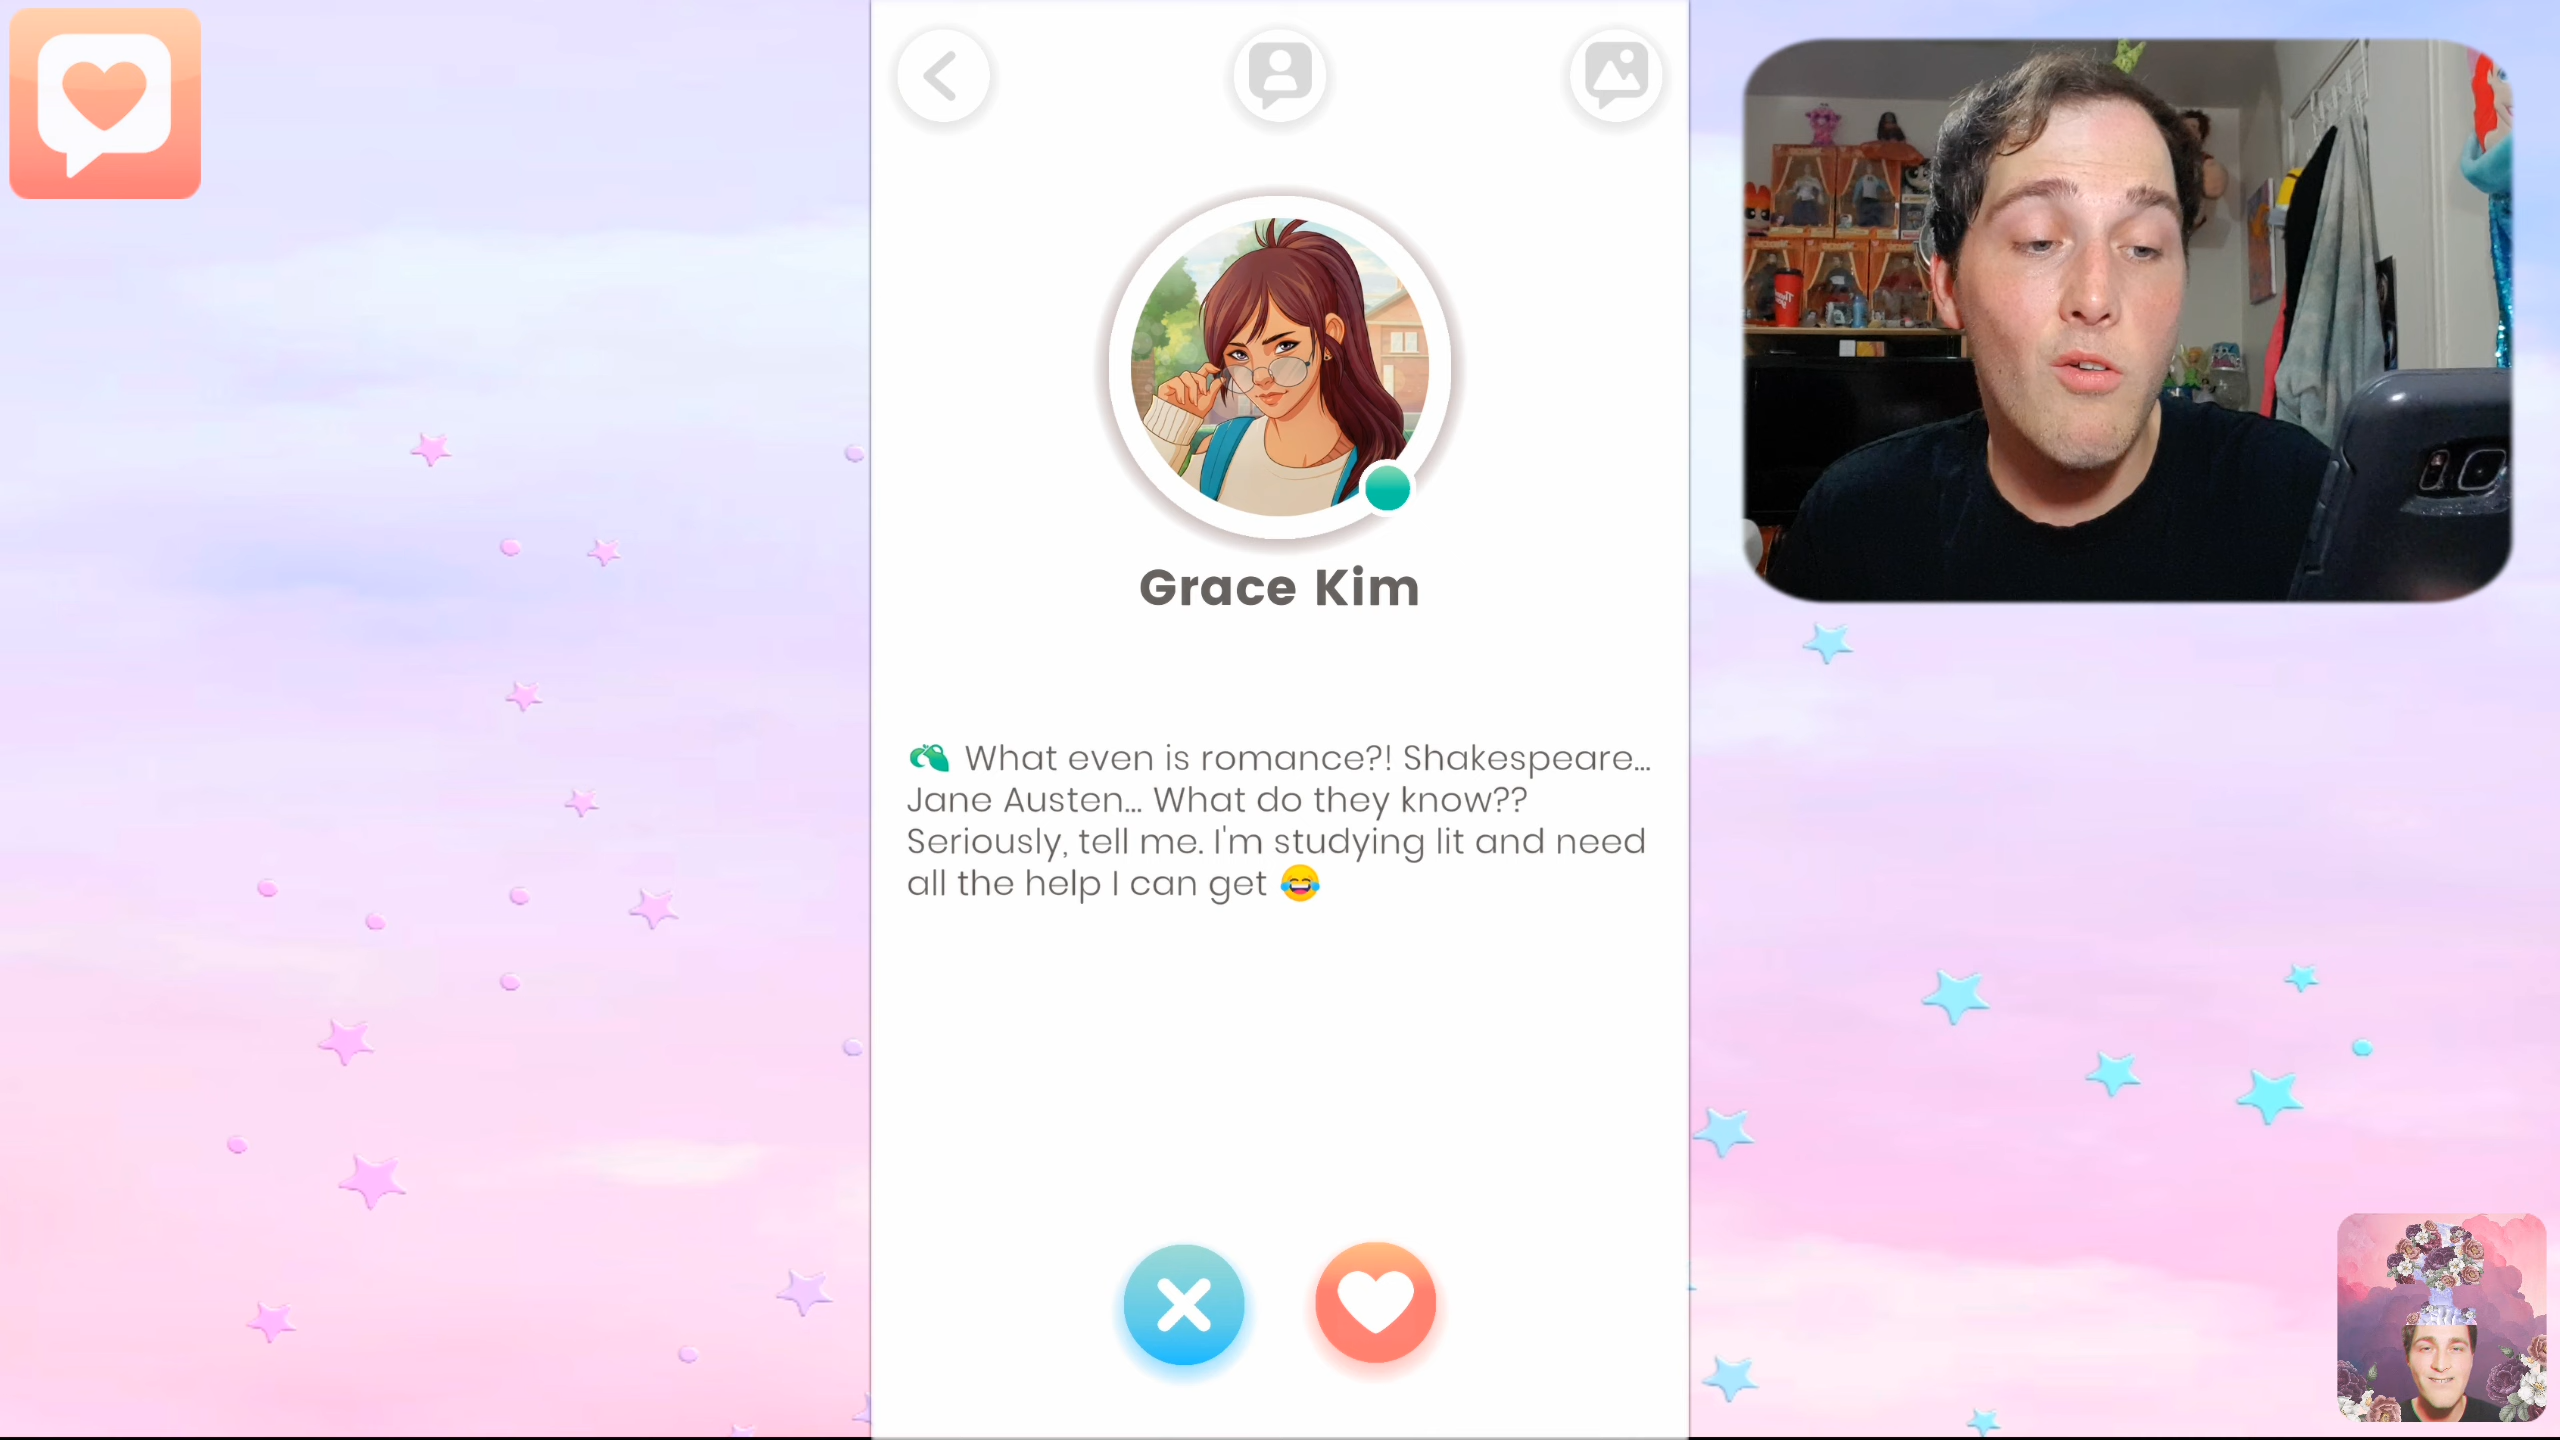 Grace Kim
What even is romance?! Shakespeare...
Jane Austen... What do they know??
Seriously, tell me. I'm studying lit and need
all the help I can get 😂